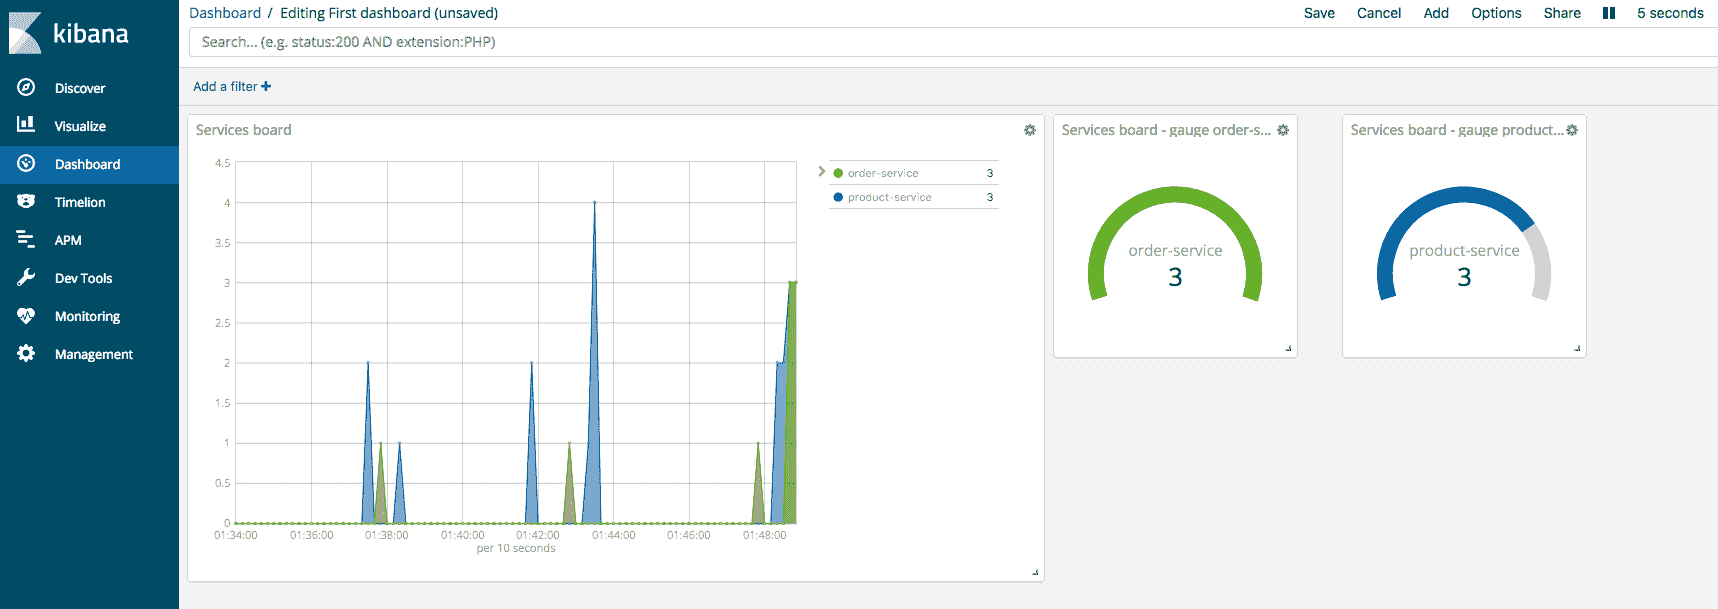 kibana
Discover
Visualize
Dashboard
Timelion
APM
Dev Tools
Monitoring
Management
Dashboard / Editing First dashboard (unsaved)
Save Cancel Add Options Share 5 seconds
Search... (e.g. status:200 AND extension:PHP)
Add a filter +
Services board
4.5
4
3.5
3
2.5
2
1.5
1
0.5
0
01:34:00 01:36:00 01:38:00 01:40:00 01:42:00 01:44:00 01:46:00 01:48:00
per 10 seconds
order-service 3
product-service 3
Services board - gauge order-s...
order-service
3
Services board - gauge product...
product-service
3